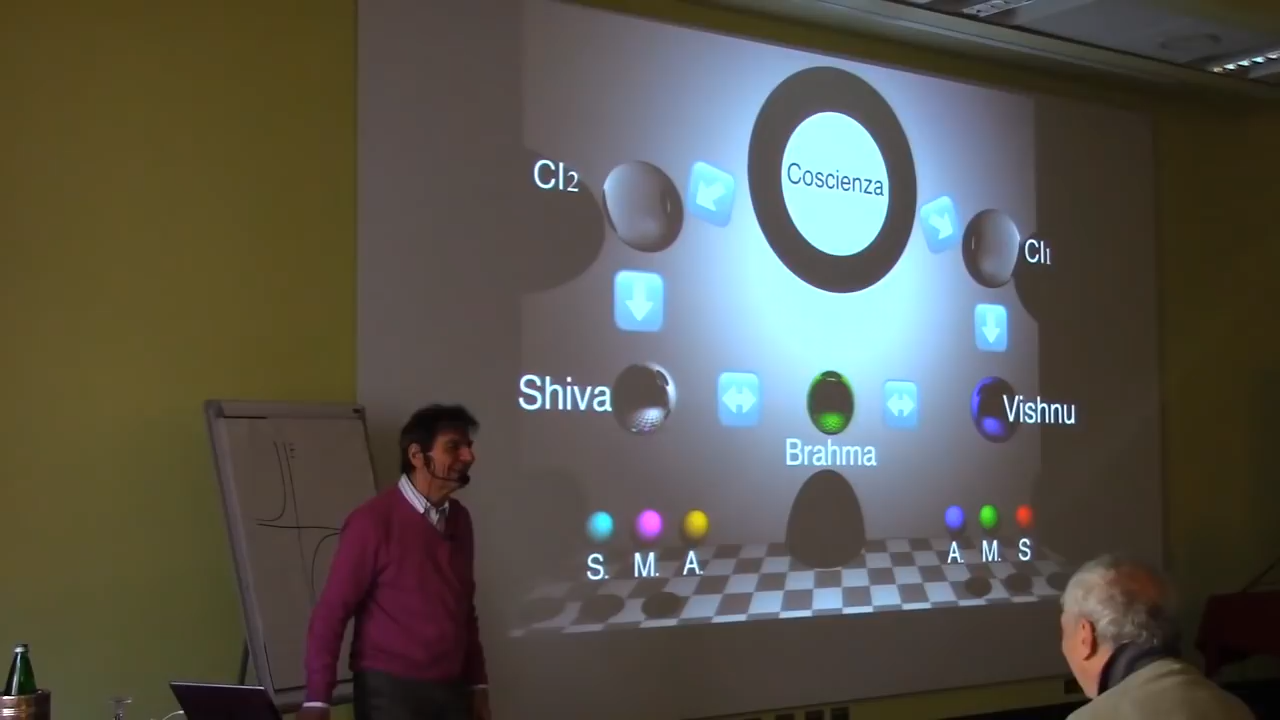 Coscienza
CI2
CI1
Shiva
Vishnu
Brahma
S. M. A.
A. M. S